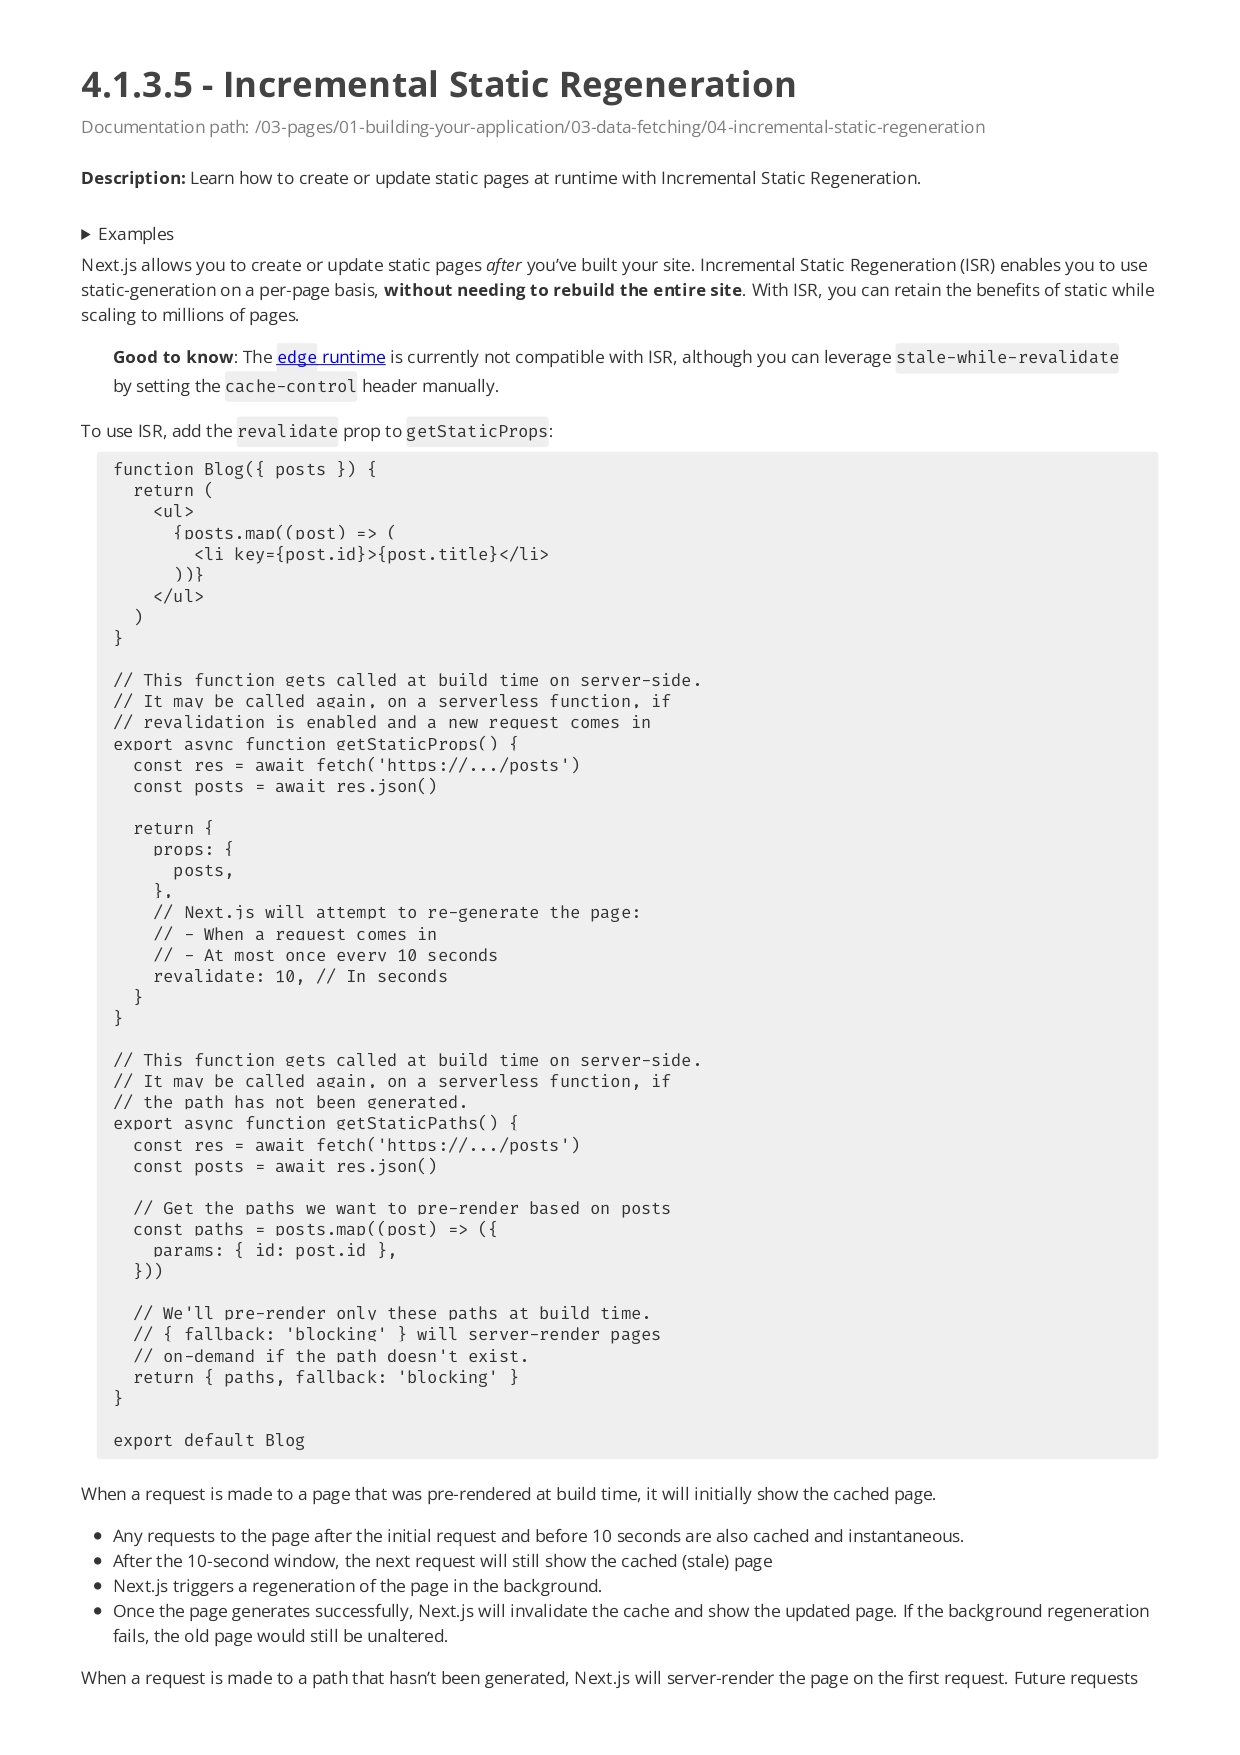 4.1.3.5 - Incremental Static Regeneration
Documentation path: /03-pages/01-building-your-application/03-data-fetching/04-incremental-static-regeneration
Description: Learn how to create or update static pages at runtime with Incremental Static Regeneration.
▶ Examples
Next.js allows you to create or update static pages after you’ve built your site. Incremental Static Regeneration (ISR) enables you to use
static-generation on a per-page basis, without needing to rebuild the entire site. With ISR, you can retain the benefits of static while
scaling to millions of pages.
Good to know: The edge runtime is currently not compatible with ISR, although you can leverage stale-while-revalidate
by setting the cache-control header manually.
To use ISR, add the revalidate prop to getStaticProps:
function Blog({ posts }) {
  return (
    <ul>
      {posts.map((post) => (
        <li key={post.id}>{post.title}</li>
      ))}
    </ul>
  )
}

// This function gets called at build time on server-side.
// It may be called again, on a serverless function, if
// revalidation is enabled and a new request comes in
export async function getStaticProps() {
  const res = await fetch('https://.../posts')
  const posts = await res.json()

  return {
    props: {
      posts,
    },
    // Next.js will attempt to re-generate the page:
    // - When a request comes in
    // - At most once every 10 seconds
    revalidate: 10, // In seconds
  }
}

// This function gets called at build time on server-side.
// It may be called again, on a serverless function, if
// the path has not been generated.
export async function getStaticPaths() {
  const res = await fetch('https://.../posts')
  const posts = await res.json()

  // Get the paths we want to pre-render based on posts
  const paths = posts.map((post) => ({
    params: { id: post.id },
  }))

  // We'll pre-render only these paths at build time.
  // { fallback: 'blocking' } will server-render pages
  // on-demand if the path doesn't exist.
  return { paths, fallback: 'blocking' }
}

export default Blog
When a request is made to a page that was pre-rendered at build time, it will initially show the cached page.
● Any requests to the page after the initial request and before 10 seconds are also cached and instantaneous.
● After the 10-second window, the next request will still show the cached (stale) page
● Next.js triggers a regeneration of the page in the background.
● Once the page generates successfully, Next.js will invalidate the cache and show the updated page. If the background regeneration
fails, the old page would still be unaltered.
When a request is made to a path that hasn’t been generated, Next.js will server-render the page on the first request. Future requests